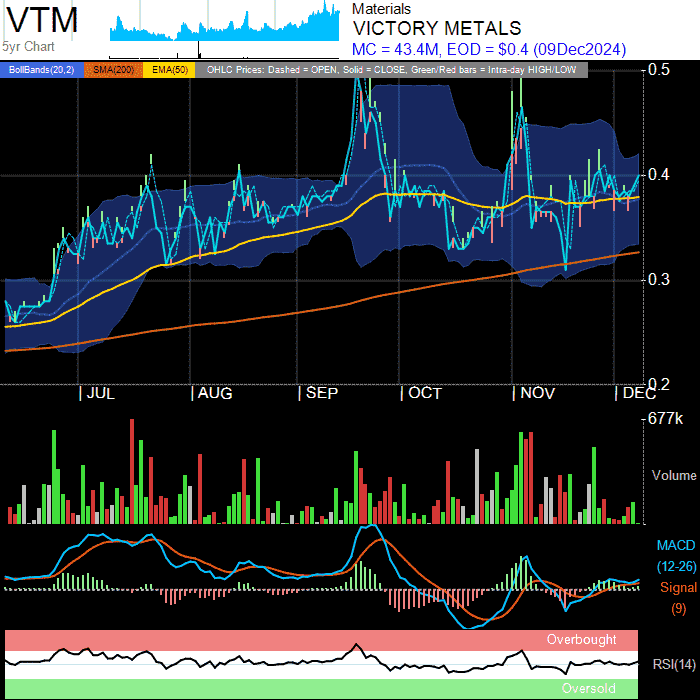 VTM
5yr Chart
Materials
VICTORY METALS
MC = 43.4M, EOD = $0.4 (09Dec2024)
BollBands(20,2) SMA(200) EMA(50) OHLC Prices: Dashed = OPEN, Solid = CLOSE, Green/Red bars = Intra-day HIGH/LOW
0.5
0.4
0.3
0.2
JUL AUG SEP OCT NOV DEC
677k
Volume
MACD
(12-26)
Signal
(9)
Overbought
RSI(14)
Oversold